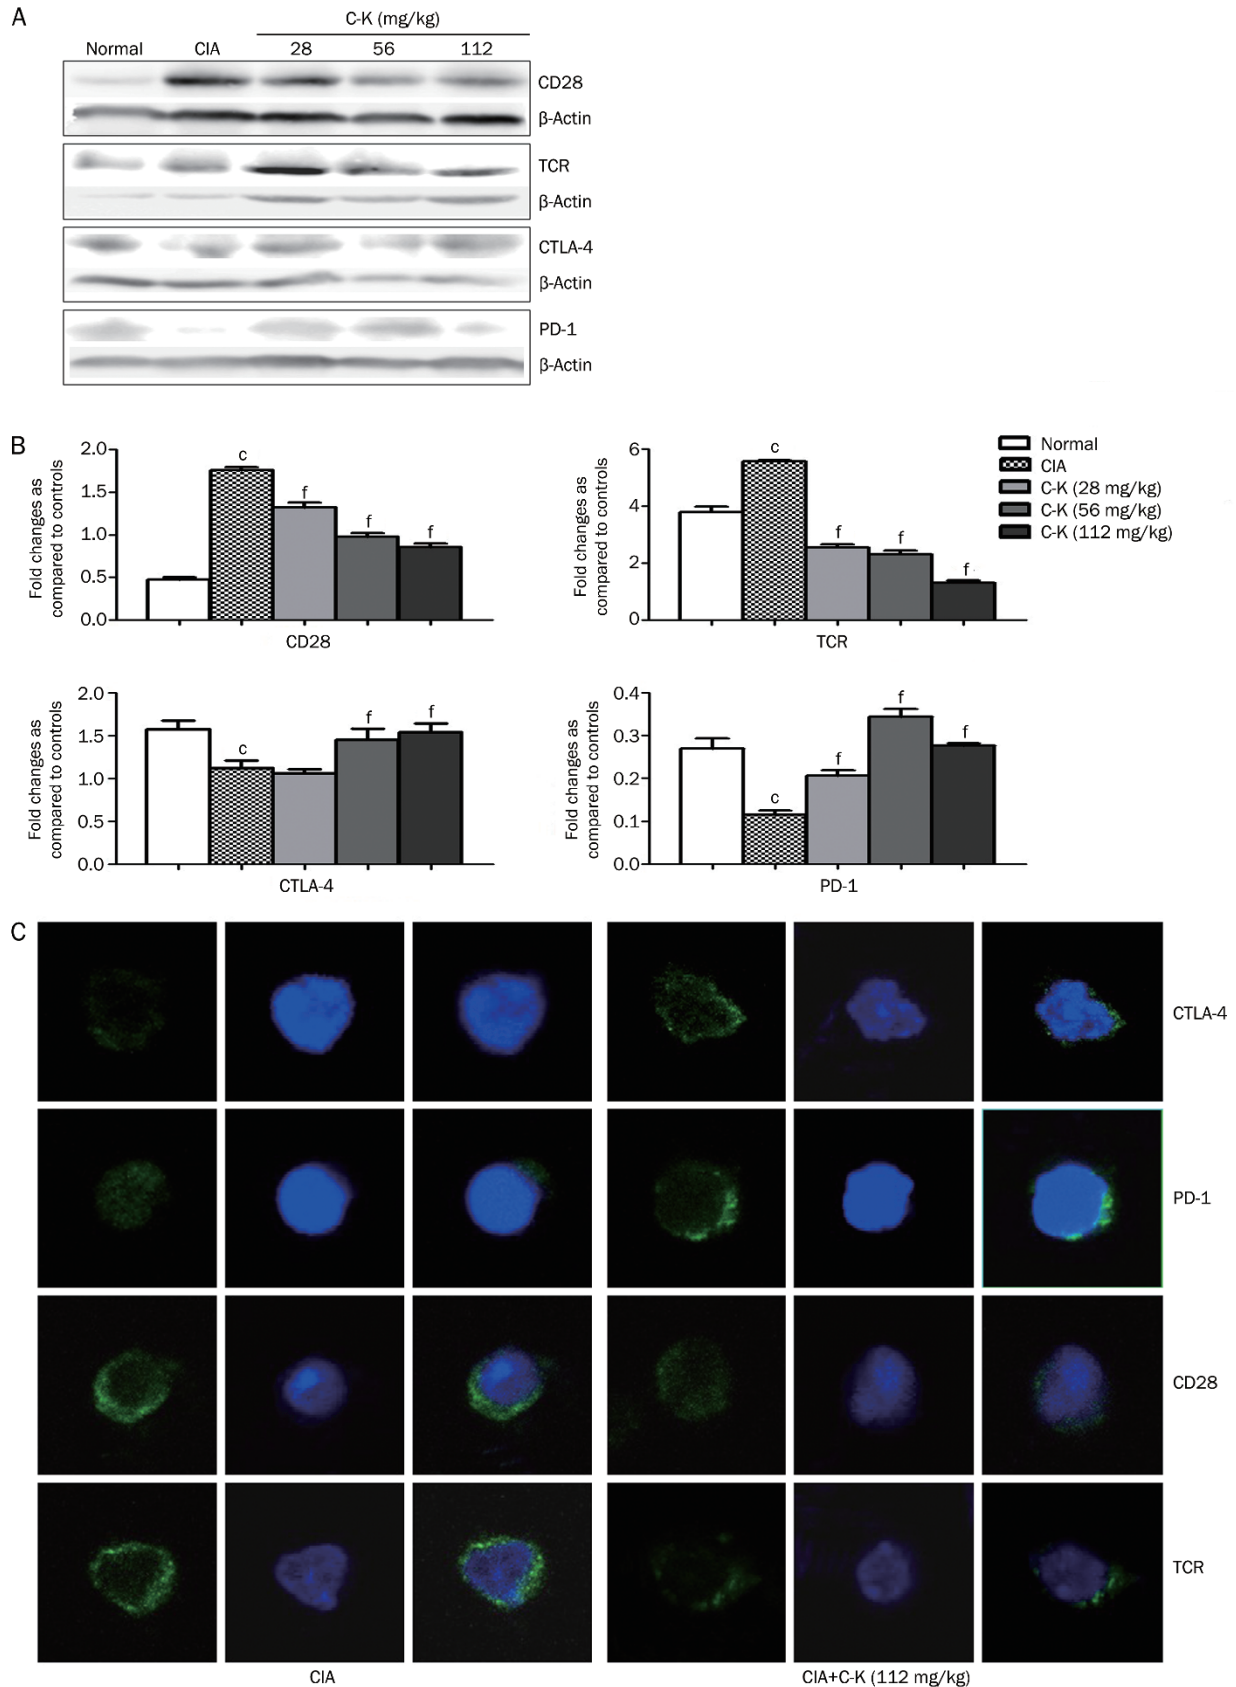 A
C-K (mg/kg)
Normal CIA 28 56 112
CD28
β-Actin
TCR
β-Actin
CTLA-4
β-Actin
PD-1
β-Actin
B
Fold changes as
compared to controls
2.0
1.5
1.0
0.5
0.0
c
f
f
f
CD28
Fold changes as
compared to controls
6
4
2
0
c
f
f
f
TCR
Normal
CIA
C-K (28 mg/kg)
C-K (56 mg/kg)
C-K (112 mg/kg)
Fold changes as
compared to controls
2.0
1.5
1.0
0.5
0.0
c
f
f
CTLA-4
Fold changes as
compared to controls
0.4
0.3
0.2
0.1
0.0
c
f
f
f
PD-1
C
CTLA-4
PD-1
CD28
TCR
CIA
CIA+C-K (112 mg/kg)